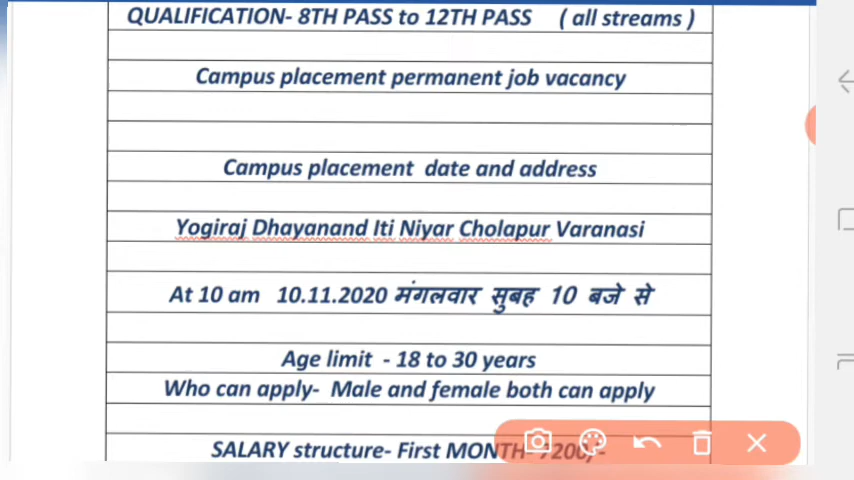 QUALIFICATION- 8TH PASS to 12TH PASS ( all streams )
Campus placement permanent job vacancy
Campus placement date and address
Yogiraj Dhayanand Iti Niyar Cholapur Varanasi
At 10 am 10.11.2020 मंगलवार सुबह 10 बजे से
Age limit - 18 to 30 years
Who can apply- Male and female both can apply
SALARY structure- First MONTH- 7200/-